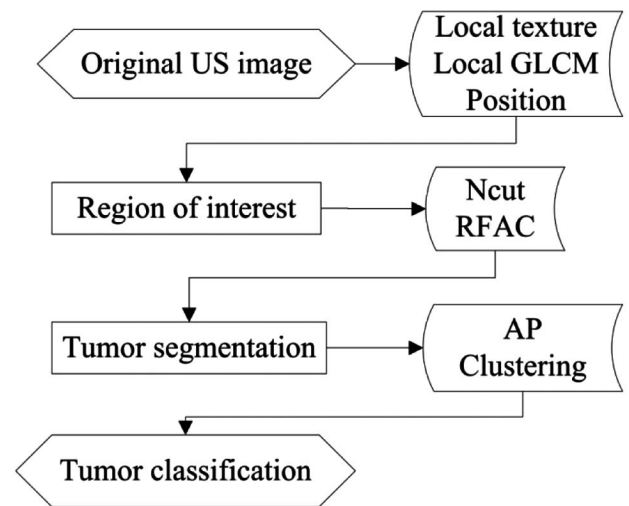 Original US image
Local texture
Local GLCM
Position
Region of interest
Ncut
RFAC
Tumor segmentation
AP
Clustering
Tumor classification